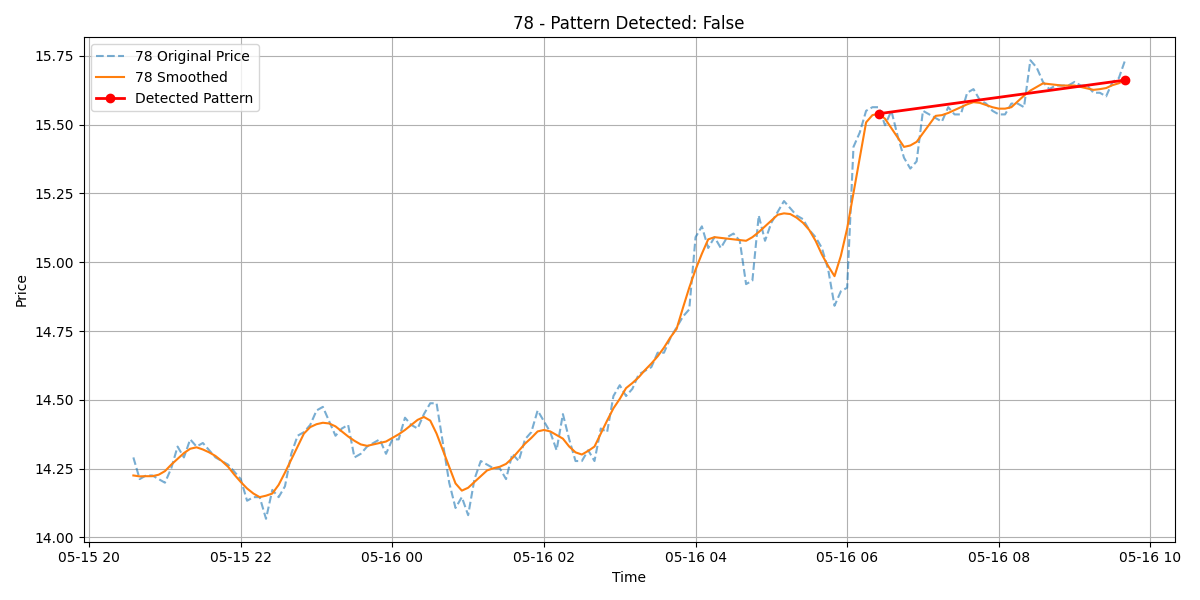 78 - Pattern Detected: False
78 Original Price
78 Smoothed
Detected Pattern
Price
15.75
15.50
15.25
15.00
14.75
14.50
14.25
14.00
05-15 20
05-15 22
05-16 00
05-16 02
05-16 04
05-16 06
05-16 08
05-16 10
Time